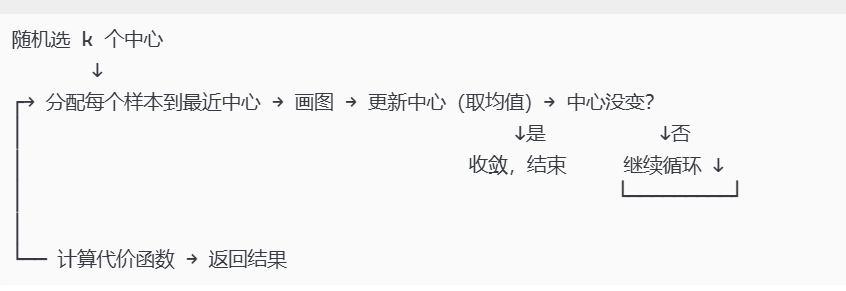 随机选 k 个中心
↓
┌→ 分配每个样本到最近中心 → 画图 → 更新中心（取均值）→ 中心没变？
↓是 ↓否
收敛，结束 继续循环 ↓
└── 计算代价函数 → 返回结果